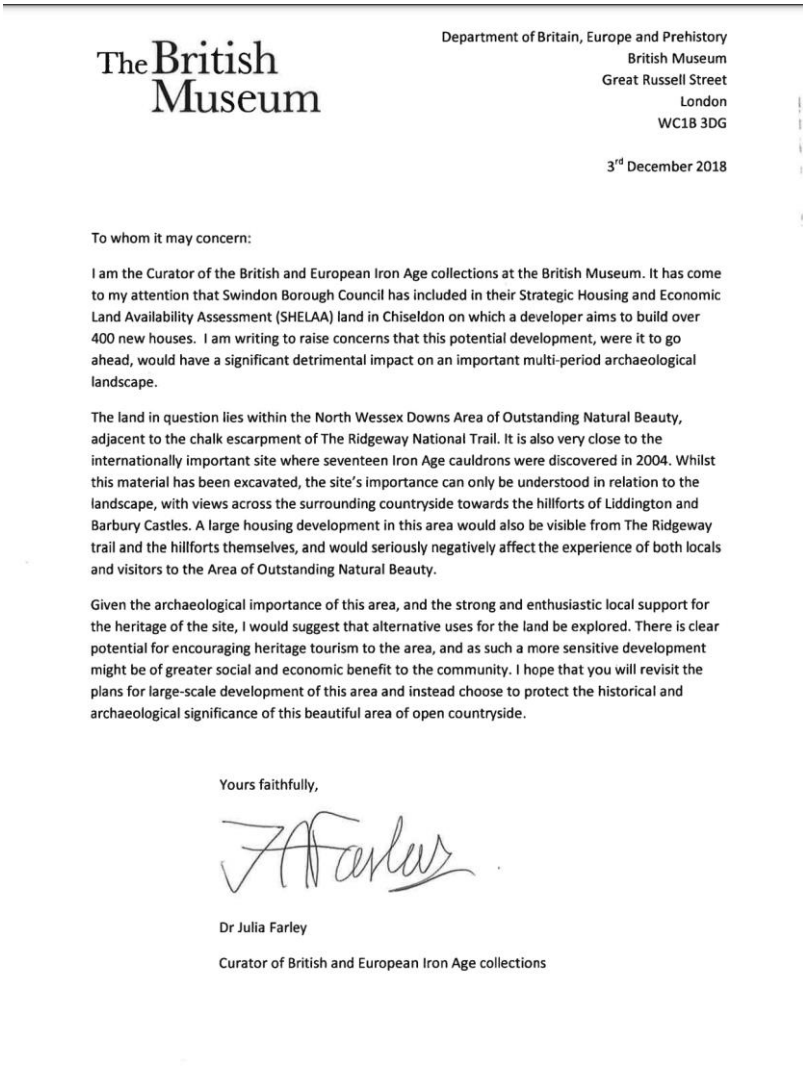 The British
Museum
Department of Britain, Europe and Prehistory
British Museum
Great Russell Street
London
WC1B 3DG
3rd December 2018
To whom it may concern:
I am the Curator of the British and European Iron Age collections at the British Museum. It has come
to my attention that Swindon Borough Council has included in their Strategic Housing and Economic
Land Availability Assessment (SHELAA) land in Chiseldon on which a developer aims to build over
400 new houses.  I am writing to raise concerns that this potential development, were it to go
ahead, would have a significant detrimental impact on an important multi-period archaeological
landscape.
The land in question lies within the North Wessex Downs Area of Outstanding Natural Beauty,
adjacent to the chalk escarpment of The Ridgeway National Trail. It is also very close to the
internationally important site where seventeen Iron Age cauldrons were discovered in 2004. Whilst
this material has been excavated, the site's importance can only be understood in relation to the
landscape, with views across the surrounding countryside towards the hillforts of Liddington and
Barbury Castles. A large housing development in this area would also be visible from The Ridgeway
trail and the hillforts themselves, and would seriously negatively affect the experience of both locals
and visitors to the Area of Outstanding Natural Beauty.
Given the archaeological importance of this area, and the strong and enthusiastic local support for
the heritage of the site, I would suggest that alternative uses for the land be explored. There is clear
potential for encouraging heritage tourism to the area, and as such a more sensitive development
might be of greater social and economic benefit to the community. I hope that you will revisit the
plans for large-scale development of this area and instead choose to protect the historical and
archaeological significance of this beautiful area of open countryside.
Yours faithfully,
JAFarley
Dr Julia Farley
Curator of British and European Iron Age collections